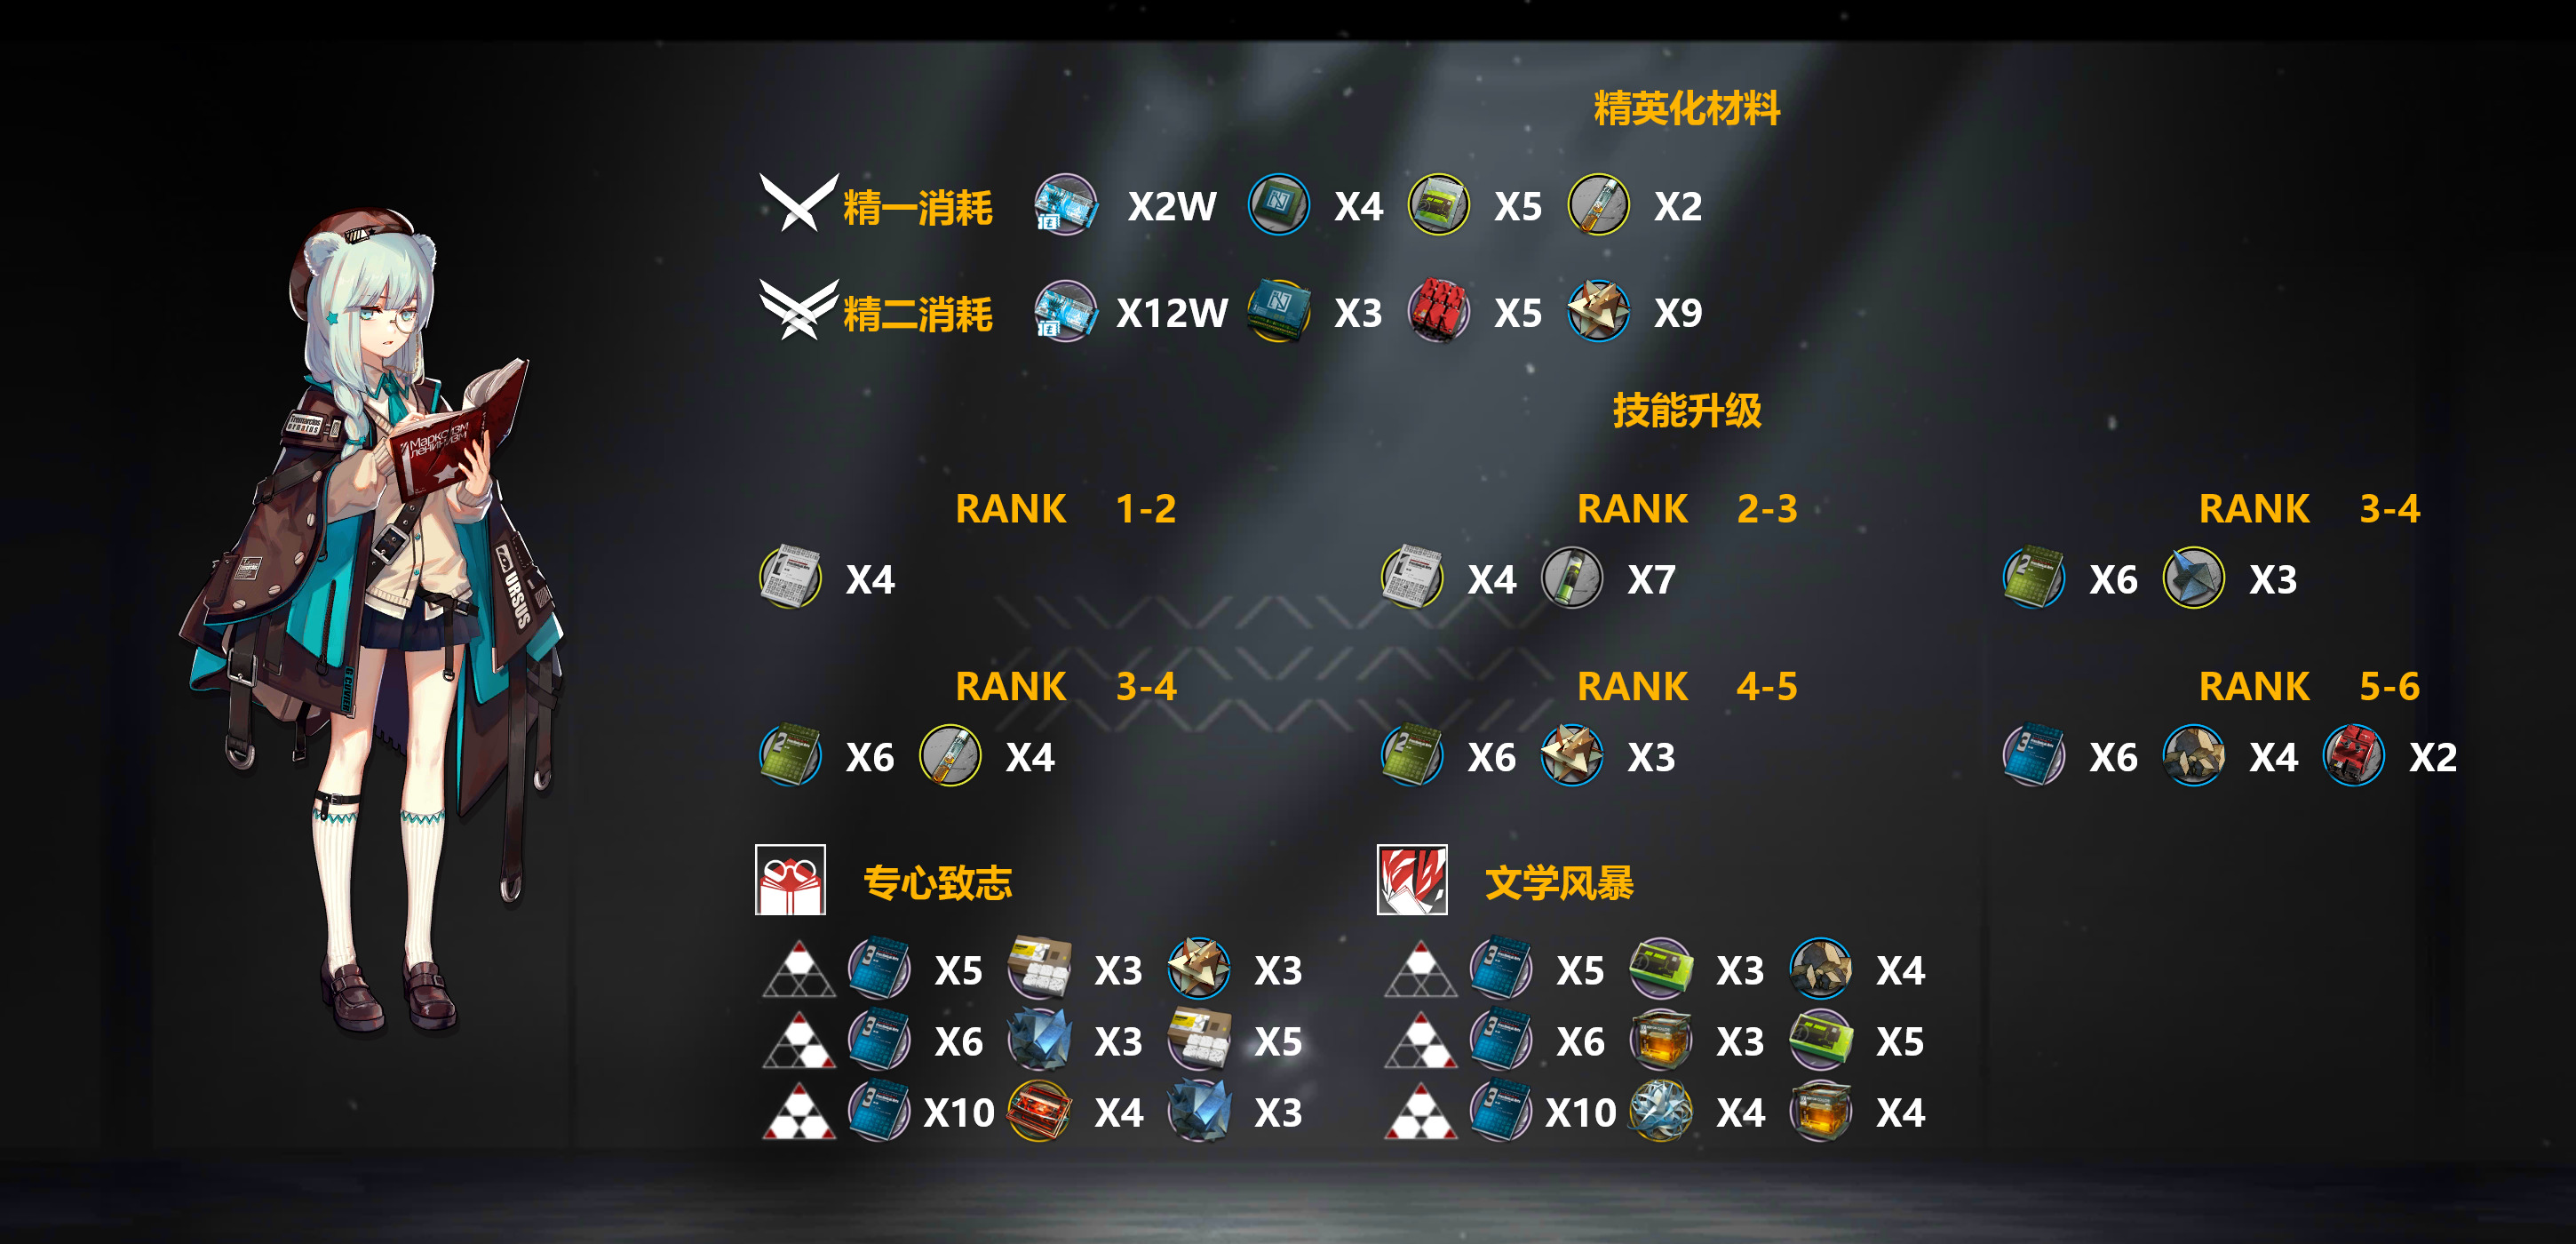 精英化材料
精一消耗 X2W X4 X5 X2
精二消耗 X12W X3 X5 X9
技能升级
RANK 1-2 RANK 2-3 RANK 3-4
X4 X4 X7 X6 X3
RANK 3-4 RANK 4-5 RANK 5-6
X6 X4 X6 X3 X6 X4 X2
专心致志 文学风暴
X5 X3 X3 X5 X3 X4
X6 X3 X5 X6 X3 X5
X10 X4 X3 X10 X4 X4
Марксизм
ленинизм
URSUS